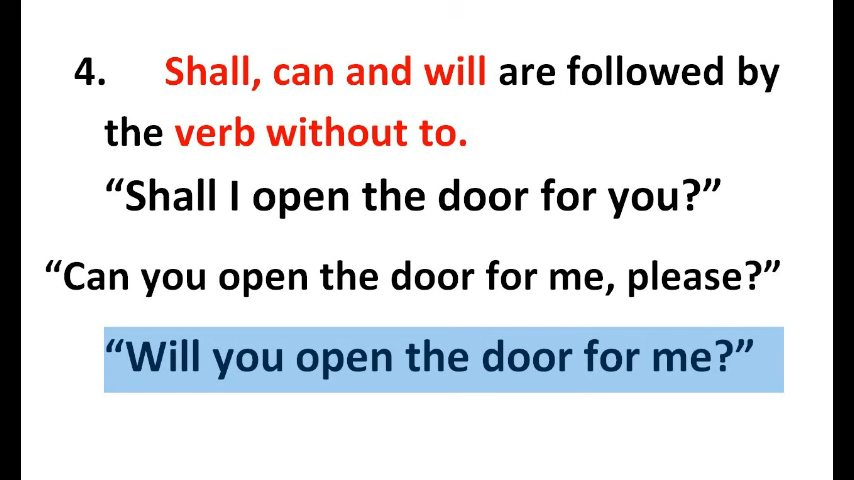 4. Shall, can and will are followed by
the verb without to.
“Shall I open the door for you?”
“Can you open the door for me, please?”
“Will you open the door for me?”